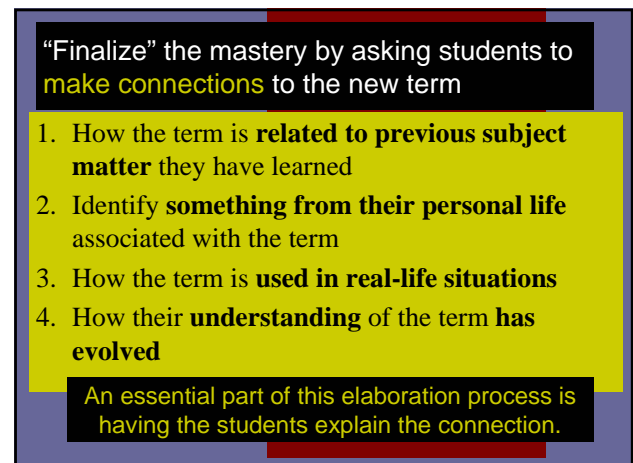 “Finalize” the mastery by asking students to
make connections to the new term
1. How the term is related to previous subject
matter they have learned
2. Identify something from their personal life
associated with the term
3. How the term is used in real-life situations
4. How their understanding of the term has
evolved
An essential part of this elaboration process is
having the students explain the connection.